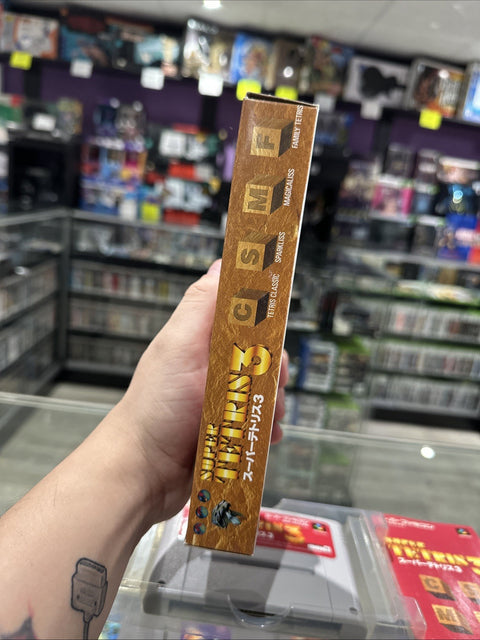 SUPER
TETRIS 3
スーパーテトリス3
C
TETRIS CLASSIC
S
SPARKLISS
M
MAGICALISS
F
FAMILY TETRIS
SUPER
TETRIS 3
スーパーテトリス3
C
S
M